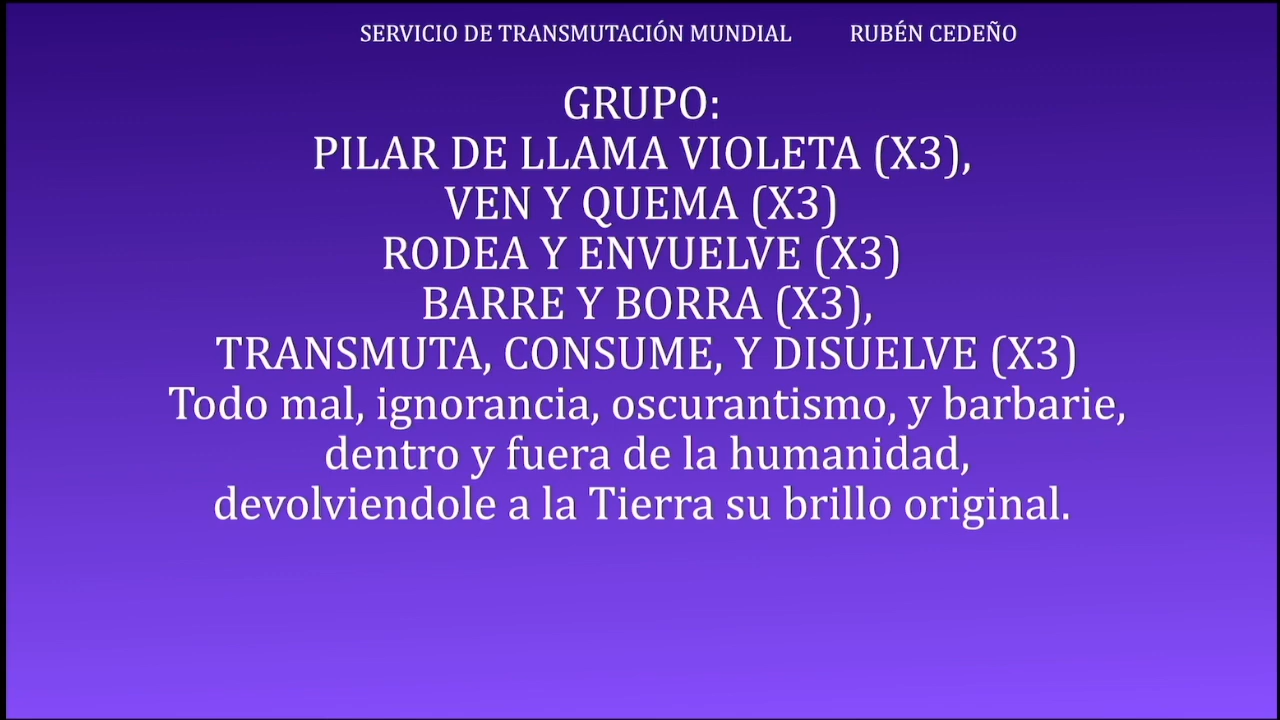 SERVICIO DE TRANSMUTACIÓN MUNDIAL RUBÉN CEDEÑO
GRUPO:
PILAR DE LLAMA VIOLETA (X3),
VEN Y QUEMA (X3)
RODEA Y ENVUELVE (X3)
BARRE Y BORRA (X3),
TRANSMUTA, CONSUME, Y DISUELVE (X3)
Todo mal, ignorancia, oscurantismo, y barbarie,
dentro y fuera de la humanidad,
devolviendole a la Tierra su brillo original.